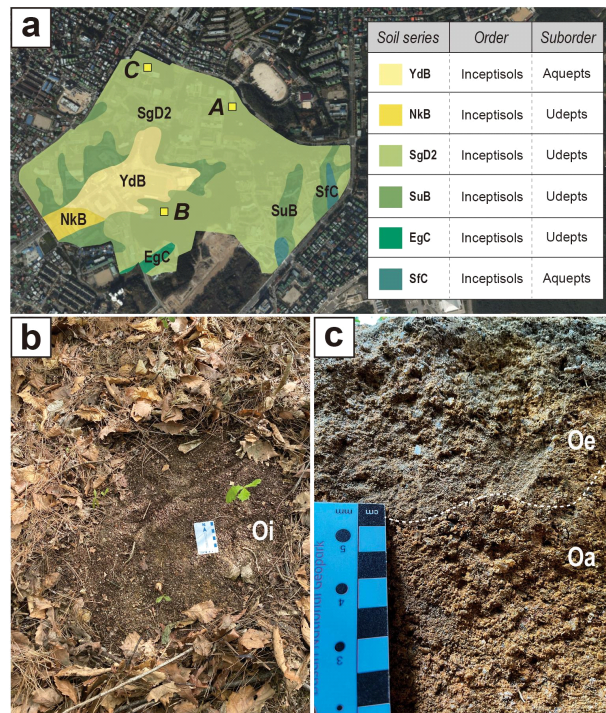 a
C
A
SgD2
YdB
B
NkB
EgC
SuB
SfC
Soil series Order Suborder
YdB Inceptisols Aquepts
NkB Inceptisols Udepts
SgD2 Inceptisols Udepts
SuB Inceptisols Udepts
EgC Inceptisols Udepts
SfC Inceptisols Aquepts
b
Oi
c
Oe
Oa
mm cm
5
4
3